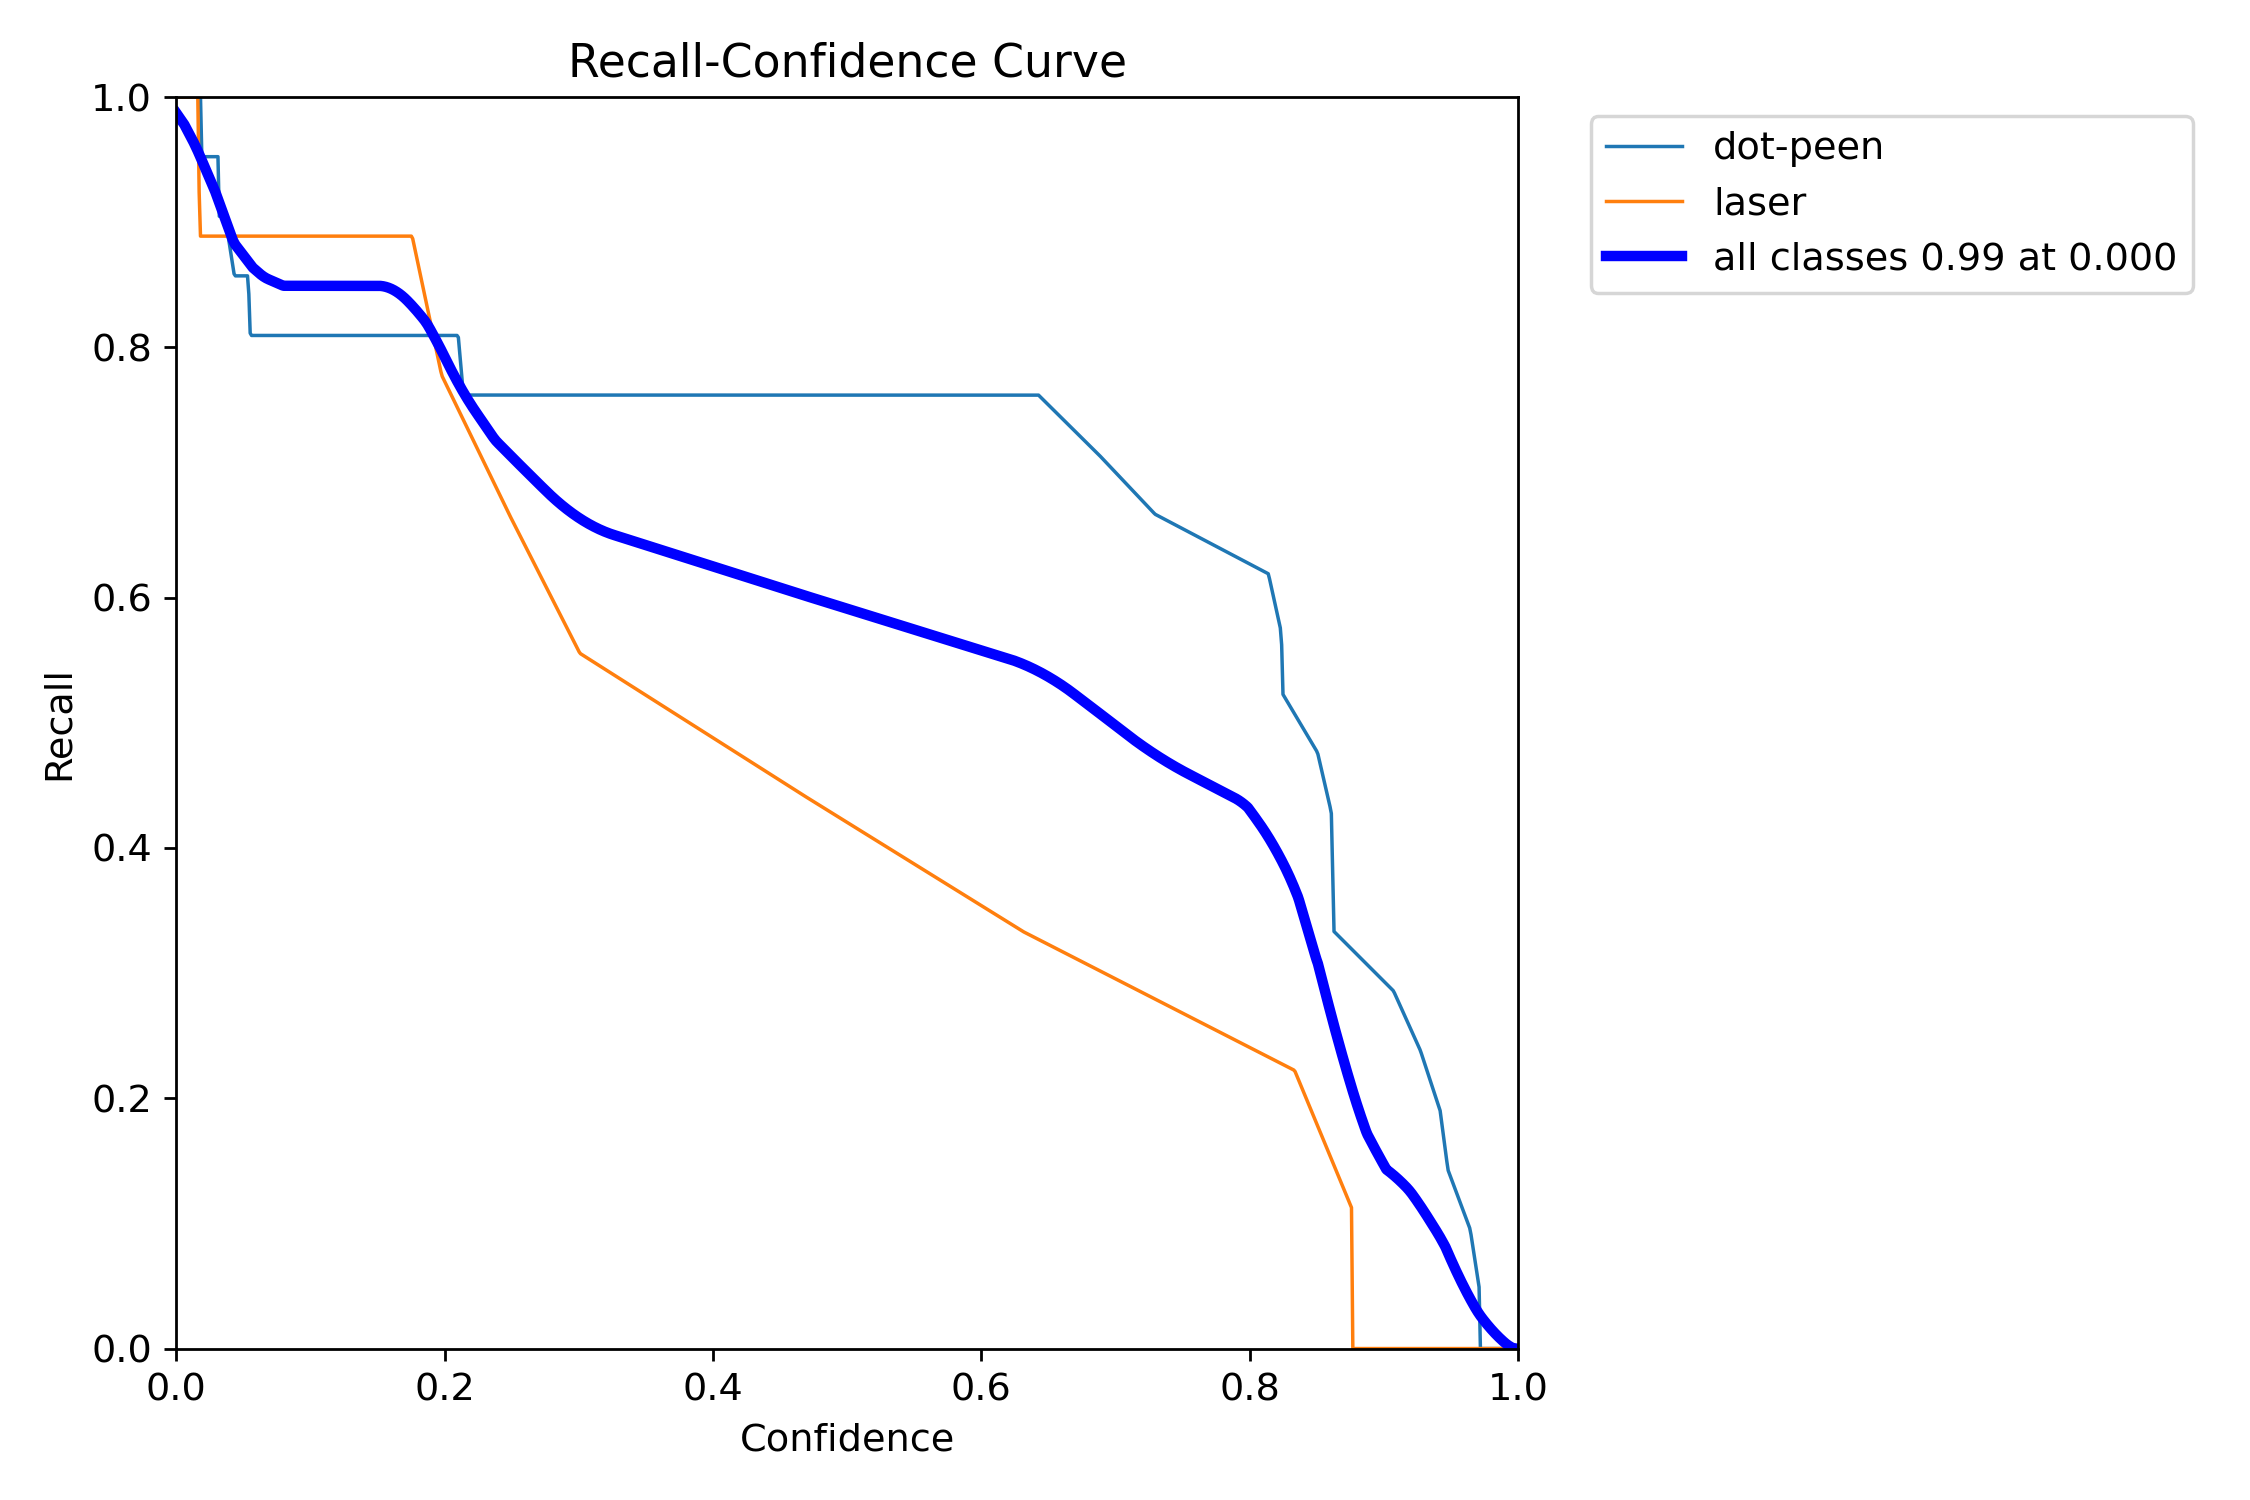 Recall-Confidence Curve
1.0
0.8
0.6
0.4
0.2
0.0
Recall
0.0 0.2 0.4 0.6 0.8 1.0
Confidence
dot-peen
laser
all classes 0.99 at 0.000